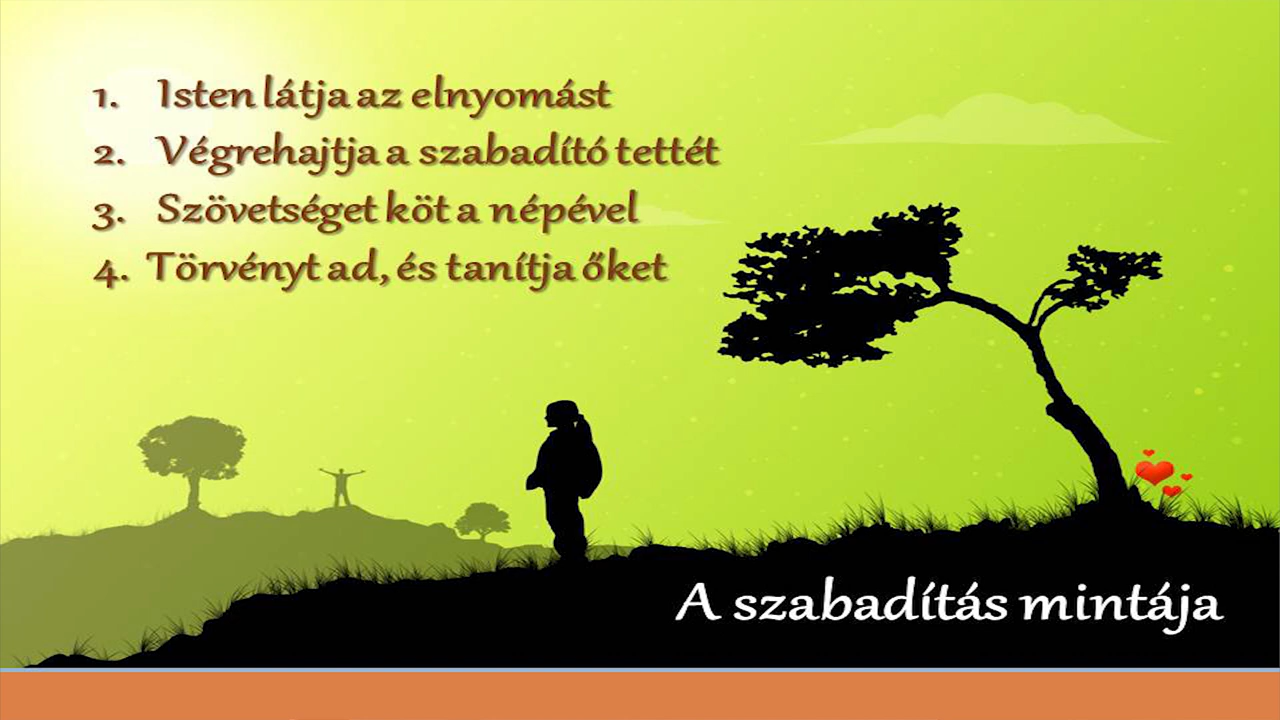 1. Isten látja az elnyomást
2. Végrehajtja a szabadító tettét
3. Szövetséget köt a népével
4. Törvényt ad, és tanítja őket
A szabadítás mintája